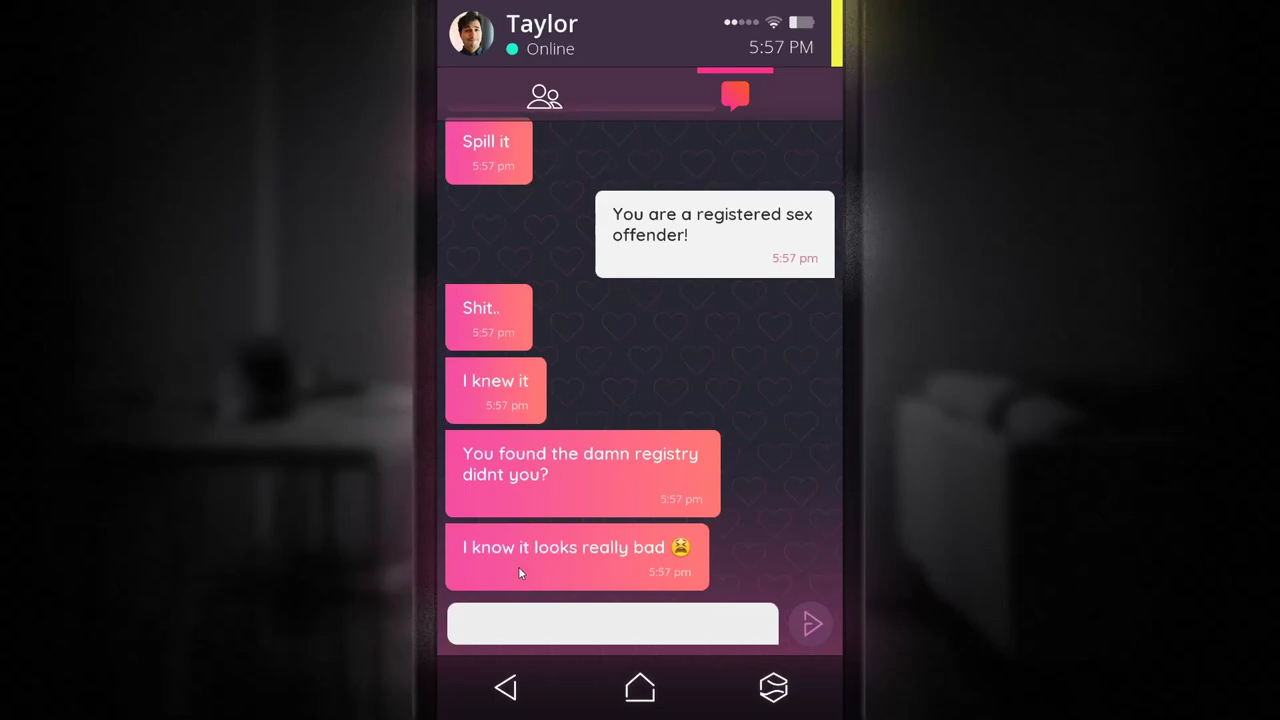 Taylor
Online
5:57 PM
Spill it
5:57 pm
You are a registered sex
offender!
5:57 pm
Shit..
5:57 pm
I knew it
5:57 pm
You found the damn registry
didnt you?
5:57 pm
I know it looks really bad 😫
5:57 pm